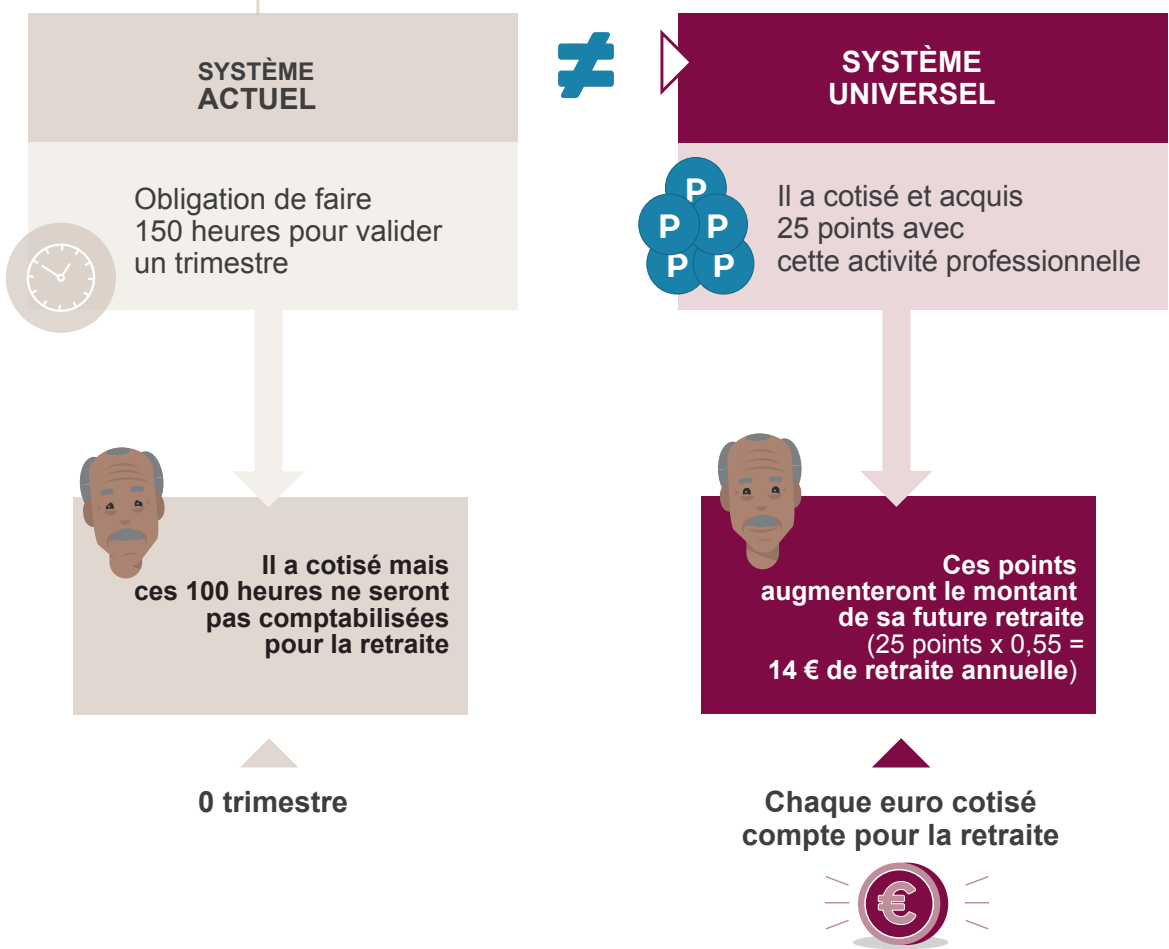 SYSTÈME
ACTUEL
≠
SYSTÈME
UNIVERSEL
Obligation de faire
150 heures pour valider
un trimestre
P
P P
P P
Il a cotisé et acquis
25 points avec
cette activité professionnelle
Il a cotisé mais
ces 100 heures ne seront
pas comptabilisées
pour la retraite
Ces points
augmenteront le montant
de sa future retraite
(25 points x 0,55 =
14 € de retraite annuelle)
0 trimestre
Chaque euro cotisé
compte pour la retraite
€